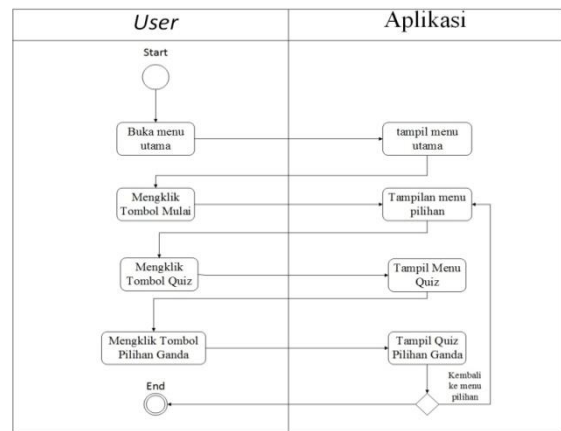 User
Aplikasi
Start
Buka menu
utama
tampil menu
utama
Mengklik
Tombol Mulai
Tampilan menu
pilihan
Mengklik
Tombol Quiz
Tampil Menu
Quiz
Mengklik Tombol
Pilihan Ganda
Tampil Quiz
Pilihan Ganda
Kembali
ke menu
pilihan
End